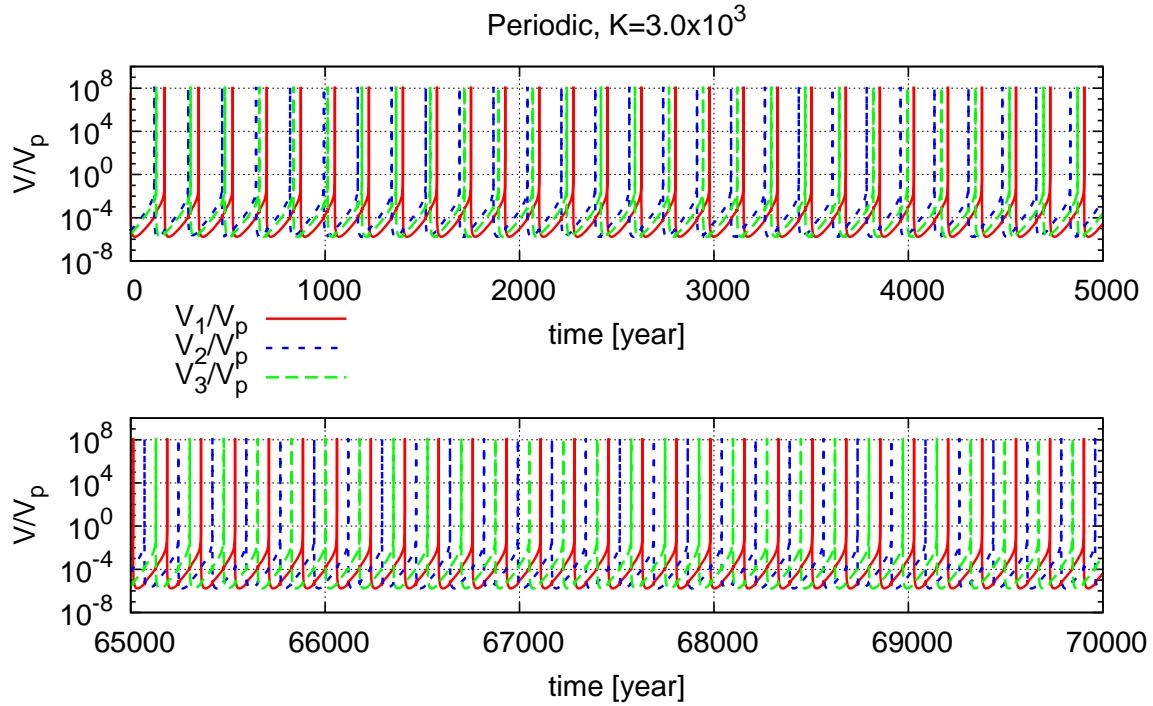 Periodic, K=3.0x10^3
V/V_p
10^8
10^4
10^0
10^-4
10^-8
0 1000 2000 3000 4000 5000
time [year]
V_1/V_p
V_2/V_p
V_3/V_p
V/V_p
10^8
10^4
10^0
10^-4
10^-8
65000 66000 67000 68000 69000 70000
time [year]